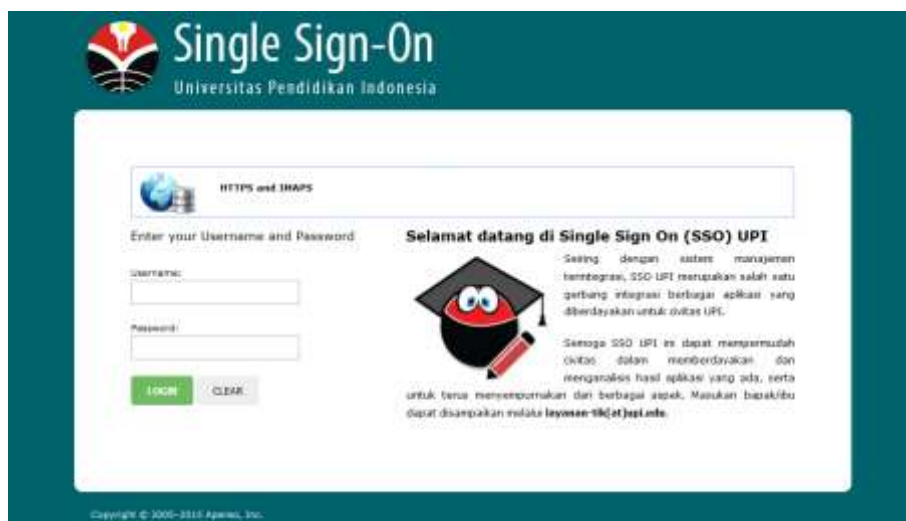 Single Sign-On
Universitas Pendidikan Indonesia
HTTPS and IMAPS
Enter your Username and Password
Username:
Password:
LOGIN CLEAR
Selamat datang di Single Sign On (SSO) UPI
Seiring dengan sistem manajemen
terintegrasi, SSO UPI merupakan salah satu
gerbang integrasi berbagai aplikasi yang
diberdayakan untuk civitas UPI.
Semoga SSO UPI ini dapat mempermudah
civitas dalam memberdayakan dan
menganalisis hasil aplikasi yang ada, serta
untuk terus menyempurnakan dari berbagai aspek. Masukan bapak/ibu
dapat disampaikan melalui layanan-tik[at]upi.edu.
Copyright © 2005–2010 Apereo, Inc.